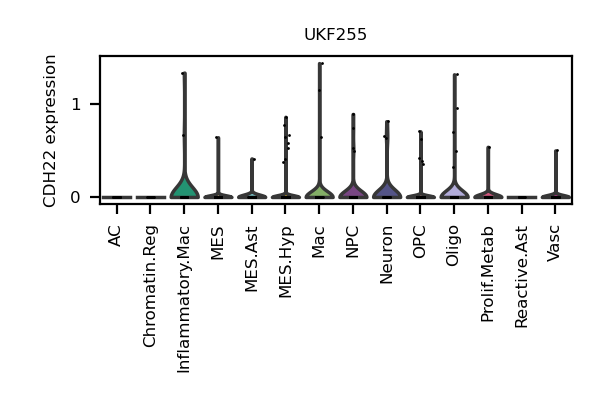 UKF255
CDH22 expression
1
0
AC
Chromatin.Reg
Inflammatory.Mac
MES
MES.Ast
MES.Hyp
Mac
NPC
Neuron
OPC
Oligo
Prolif.Metab
Reactive.Ast
Vasc